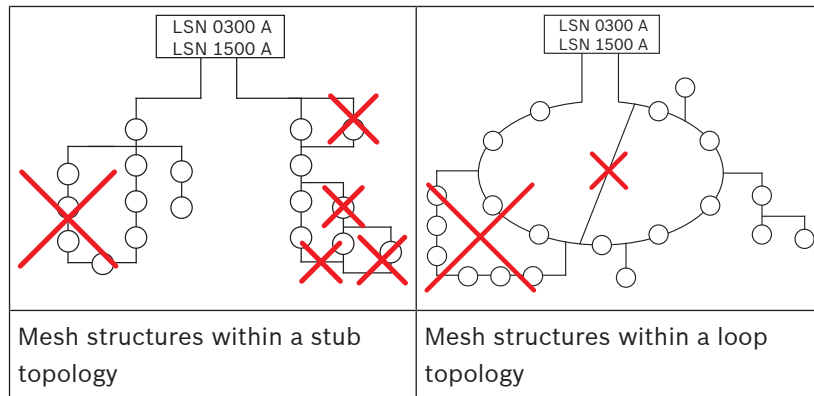 LSN 0300 A
LSN 1500 A
LSN 0300 A
LSN 1500 A
Mesh structures within a stub
topology
Mesh structures within a loop
topology